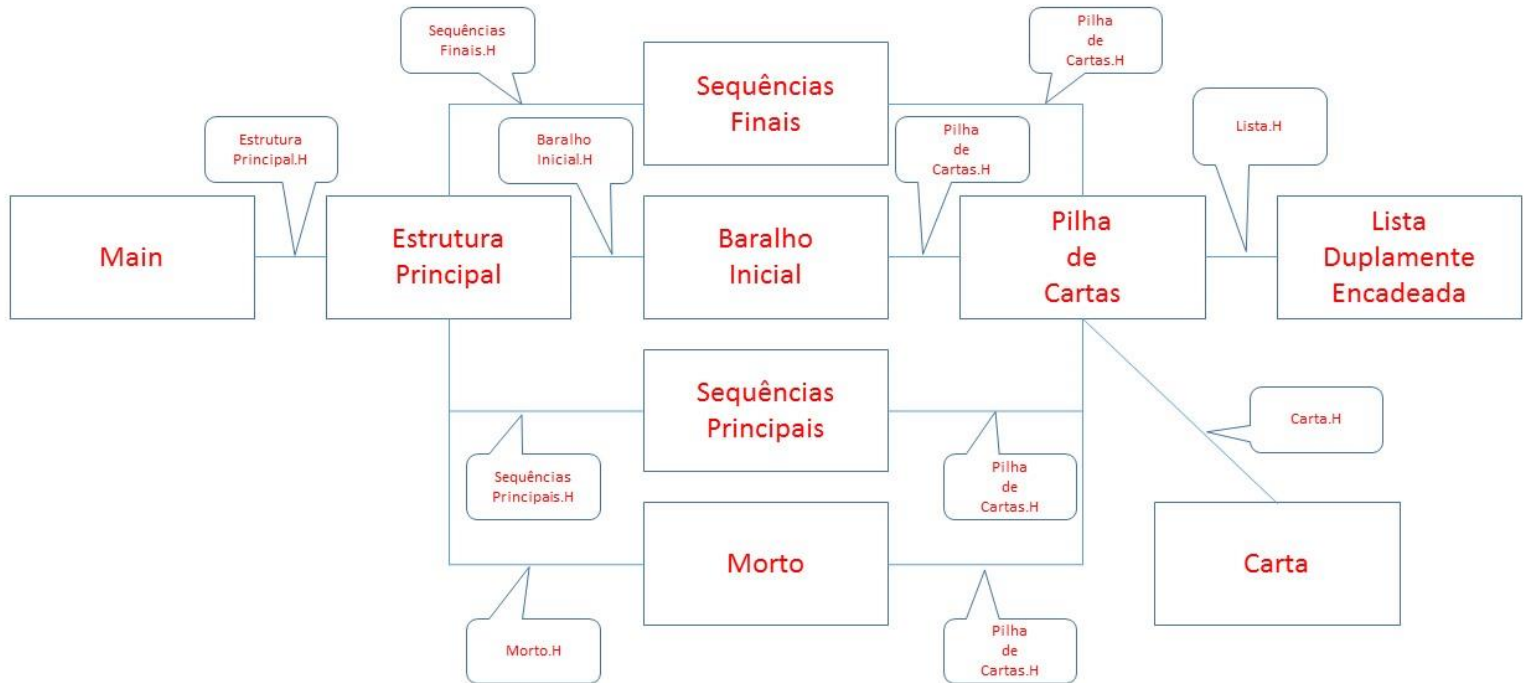 Sequências
Finais.H
Pilha
de
Cartas.H
Sequências
Finais
Estrutura
Principal.H
Baralho
Inicial.H
Pilha
de
Cartas.H
Lista.H
Main
Estrutura
Principal
Baralho
Inicial
Pilha
de
Cartas
Lista
Duplamente
Encadeada
Sequências
Principais
Carta.H
Sequências
Principais.H
Pilha
de
Cartas.H
Morto
Carta
Morto.H
Pilha
de
Cartas.H